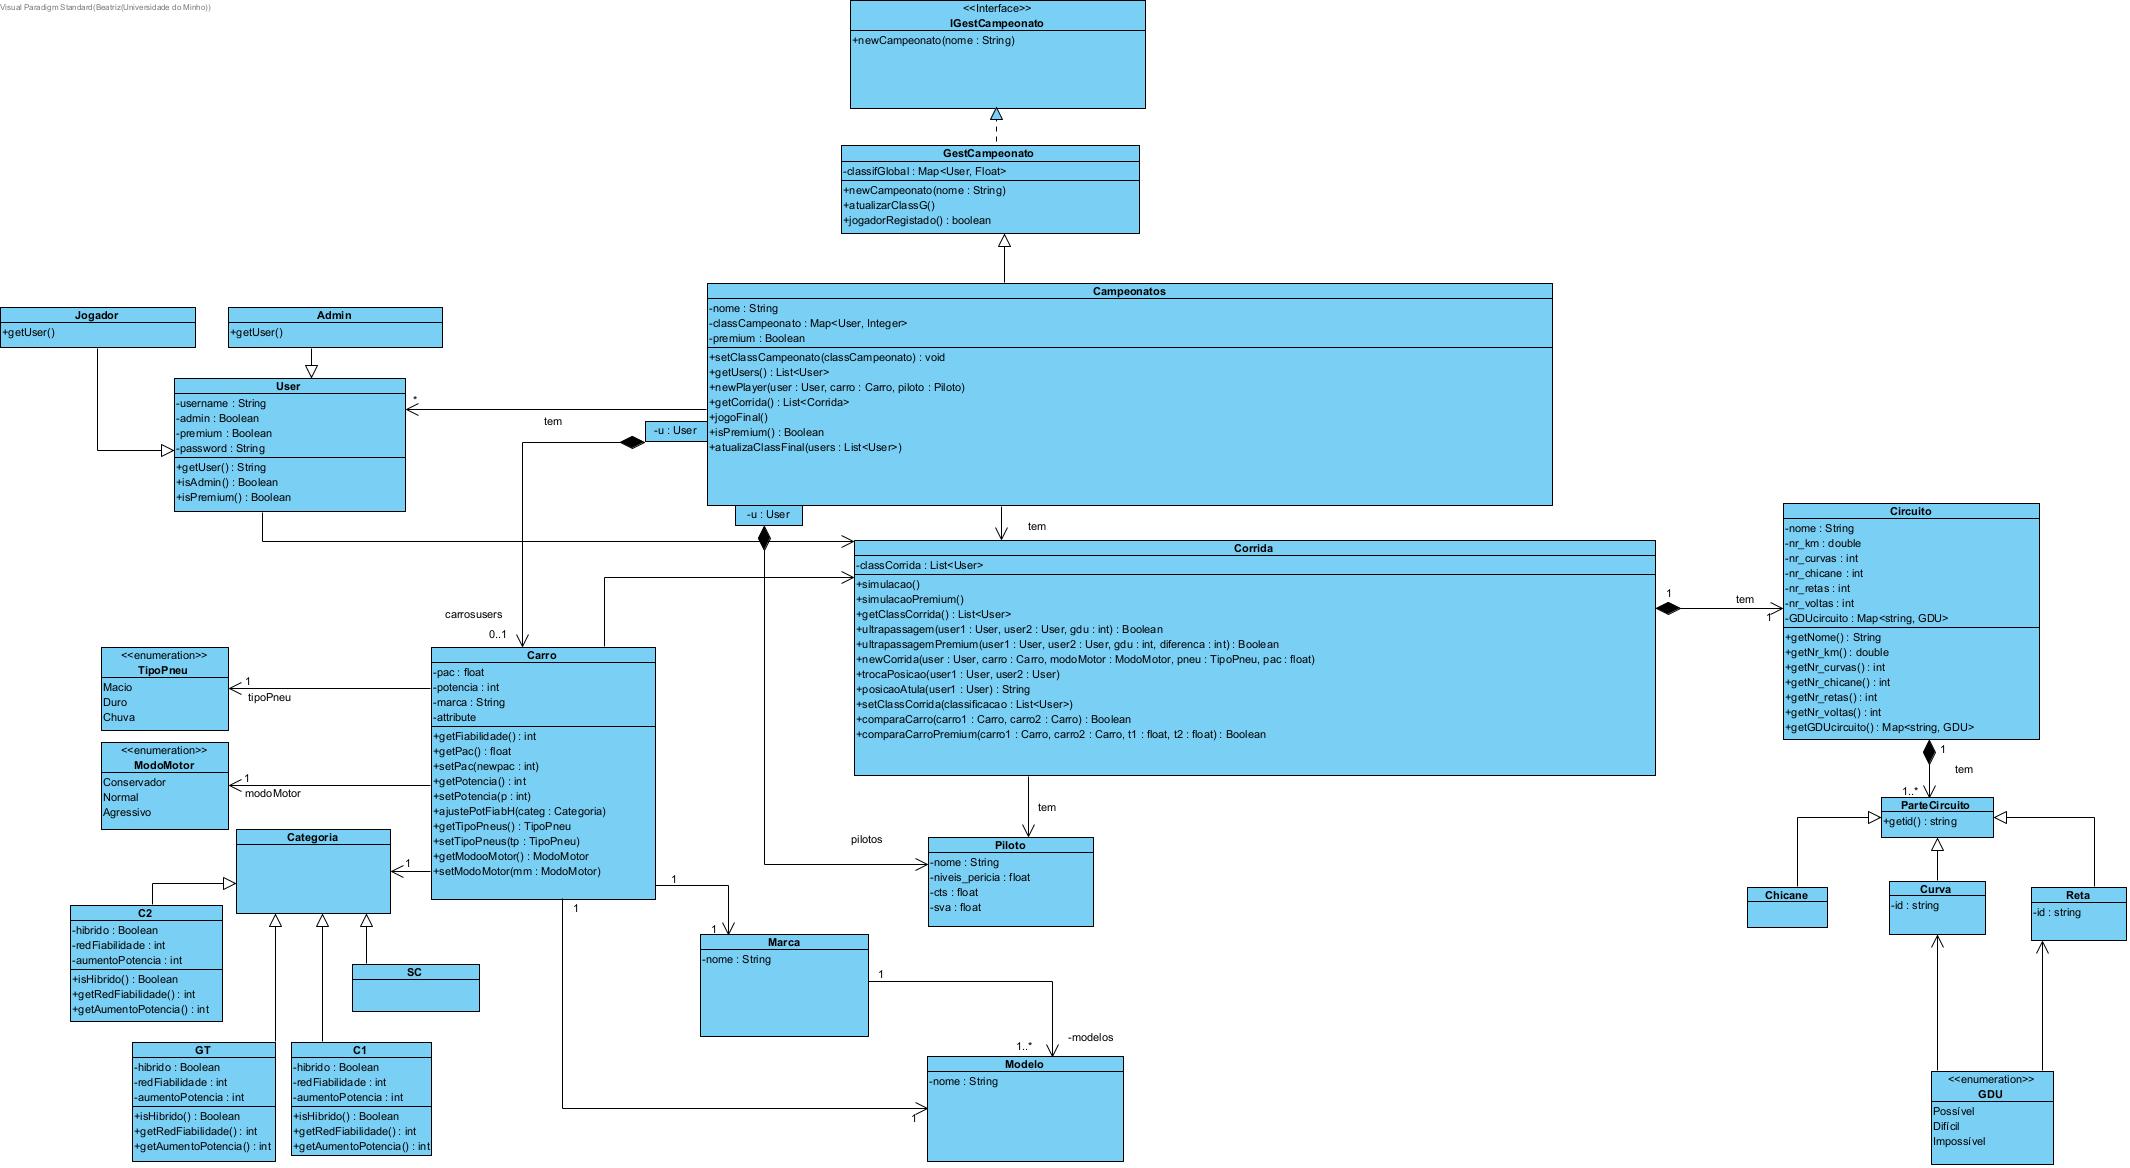 Visual Paradigm Standard(Beatriz(Universidade do Minho))
<<Interface>>
IGestCampeonato
+newCampeonato(nome : String)
GestCampeonato
-classifGlobal : Map<User, Float>
+newCampeonato(nome : String)
+atualizarClassG()
+jogadorRegistado() : boolean
Campeonatos
-nome : String
-classCampeonato : Map<User, Integer>
-premium : Boolean
+setClassCampeonato(classCampeonato) : void
+getUsers() : List<User>
+newPlayer(user : User, carro : Carro, piloto : Piloto)
+getCorrida() : List<Corrida>
+jogoFinal()
+isPremium() : Boolean
+atualizaClassFinal(users : List<User>)
Jogador
+getUser()
Admin
+getUser()
User
-username : String
-admin : Boolean
-premium : Boolean
-password : String
+getUser() : String
+isAdmin() : Boolean
+isPremium() : Boolean
*
tem
-u : User
-u : User
tem
Corrida
-classCorrida : List<User>
+simulacao()
+simulacaoPremium()
+getClassCorrida() : List<User>
+ultrapassagem(user1 : User, user2 : User, gdu : int) : Boolean
+ultrapassagemPremium(user1 : User, user2 : User, gdu : int, diferenca : int) : Boolean
+newCorrida(user : User, carro : Carro, modoMotor : ModoMotor, pneu : TipoPneu, pac : float)
+trocaPosicao(user1 : User, user2 : User)
+posicaoAtula(user1 : User) : String
+setClassCorrida(classificacao : List<User>)
+comparaCarro(carro1 : Carro, carro2 : Carro) : Boolean
+comparaCarroPremium(carro1 : Carro, carro2 : Carro, t1 : float, t2 : float) : Boolean
1
tem
1
Circuito
-nome : String
-nr_km : double
-nr_curvas : int
-nr_chicane : int
-nr_retas : int
-nr_voltas : int
-GDUcircuito : Map<string, GDU>
+getNome() : String
+getNr_km() : double
+getNr_curvas() : int
+getNr_chicane() : int
+getNr_retas() : int
+getNr_voltas() : int
+getGDUcircuito() : Map<string, GDU>
1
tem
1..*
ParteCircuito
+getid() : string
Chicane
Curva
-id : string
Reta
-id : string
<<enumeration>>
GDU
Possível
Difícil
Impossível
carrosusers
0..1
Carro
-pac : float
-potencia : int
-marca : String
-attribute
+getFiabilidade() : int
+getPac() : float
+setPac(newpac : int)
+getPotencia() : int
+setPotencia(p : int)
+ajustePotFiabH(categ : Categoria)
+getTipoPneus() : TipoPneu
+setTipoPneus(tp : TipoPneu)
+getModooMotor() : ModoMotor
+setModoMotor(mm : ModoMotor)
<<enumeration>>
TipoPneu
Macio
Duro
Chuva
1
tipoPneu
<<enumeration>>
ModoMotor
Conservador
Normal
Agressivo
1
modoMotor
Categoria
1
C2
-hibrido : Boolean
-redFiabilidade : int
-aumentoPotencia : int
+isHibrido() : Boolean
+getRedFiabilidade() : int
+getAumentoPotencia() : int
SC
GT
-hibrido : Boolean
-redFiabilidade : int
-aumentoPotencia : int
+isHibrido() : Boolean
+getRedFiabilidade() : int
+getAumentoPotencia() : int
C1
-hibrido : Boolean
-redFiabilidade : int
-aumentoPotencia : int
+isHibrido() : Boolean
+getRedFiabilidade() : int
+getAumentoPotencia() : int
tem
pilotos
Piloto
-nome : String
-niveis_pericia : float
-cts : float
-sva : float
1
1
Marca
-nome : String
1
1
-modelos
1..*
Modelo
-nome : String
1